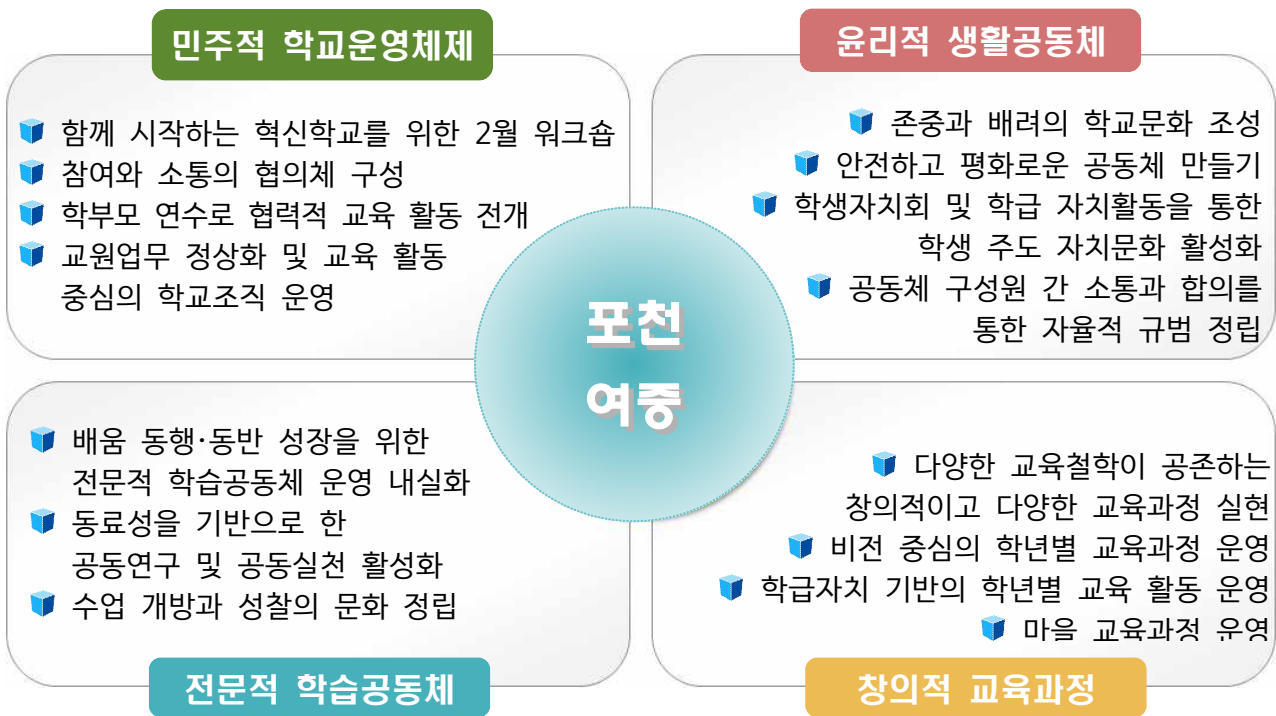 민주적 학교운영체제
함께 시작하는 혁신학교를 위한 2월 워크숍
참여와 소통의 협의체 구성
학부모 연수로 협력적 교육 활동 전개
교원업무 정상화 및 교육 활동
중심의 학교조직 운영
윤리적 생활공동체
존중과 배려의 학교문화 조성
안전하고 평화로운 공동체 만들기
학생자치회 및 학급 자치활동을 통한
학생 주도 자치문화 활성화
공동체 구성원 간 소통과 합의를
통한 자율적 규범 정립
포천
여중
배움 동행·동반 성장을 위한
전문적 학습공동체 운영 내실화
동료성을 기반으로 한
공동연구 및 공동실천 활성화
수업 개방과 성찰의 문화 정립
전문적 학습공동체
다양한 교육철학이 공존하는
창의적이고 다양한 교육과정 실현
비전 중심의 학년별 교육과정 운영
학급자치 기반의 학년별 교육 활동 운영
마을 교육과정 운영
창의적 교육과정